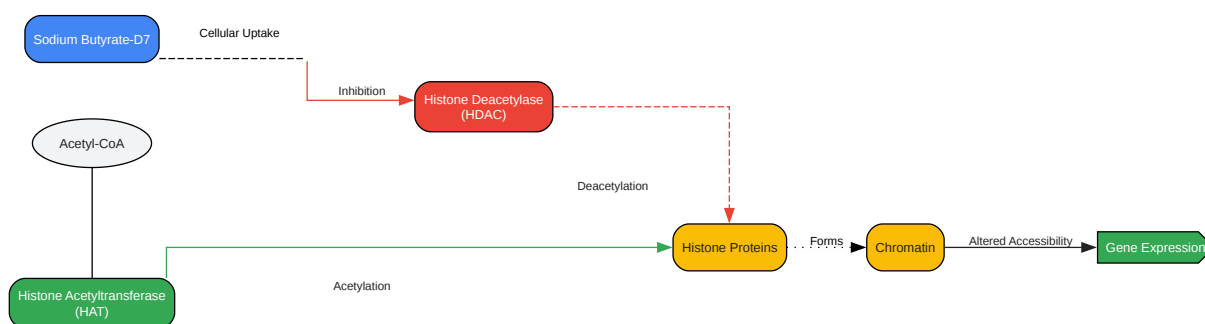 Cellular Uptake
Sodium Butyrate-D7
Inhibition
Histone Deacetylase
(HDAC)
Acetyl-CoA
Deacetylation
Histone Proteins
Forms
Chromatin
Altered Accessibility
Gene Expression
Acetylation
Histone Acetyltransferase
(HAT)